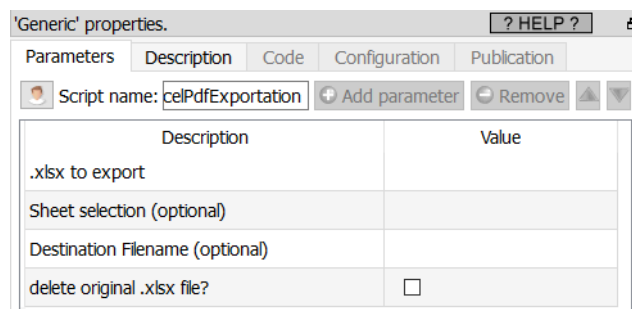 'Generic' properties.
? HELP ?
Parameters Description Code Configuration Publication
Script name: celPdfExportation Add parameter Remove
Description Value
.xlsx to export
Sheet selection (optional)
Destination Filename (optional)
delete original .xlsx file?